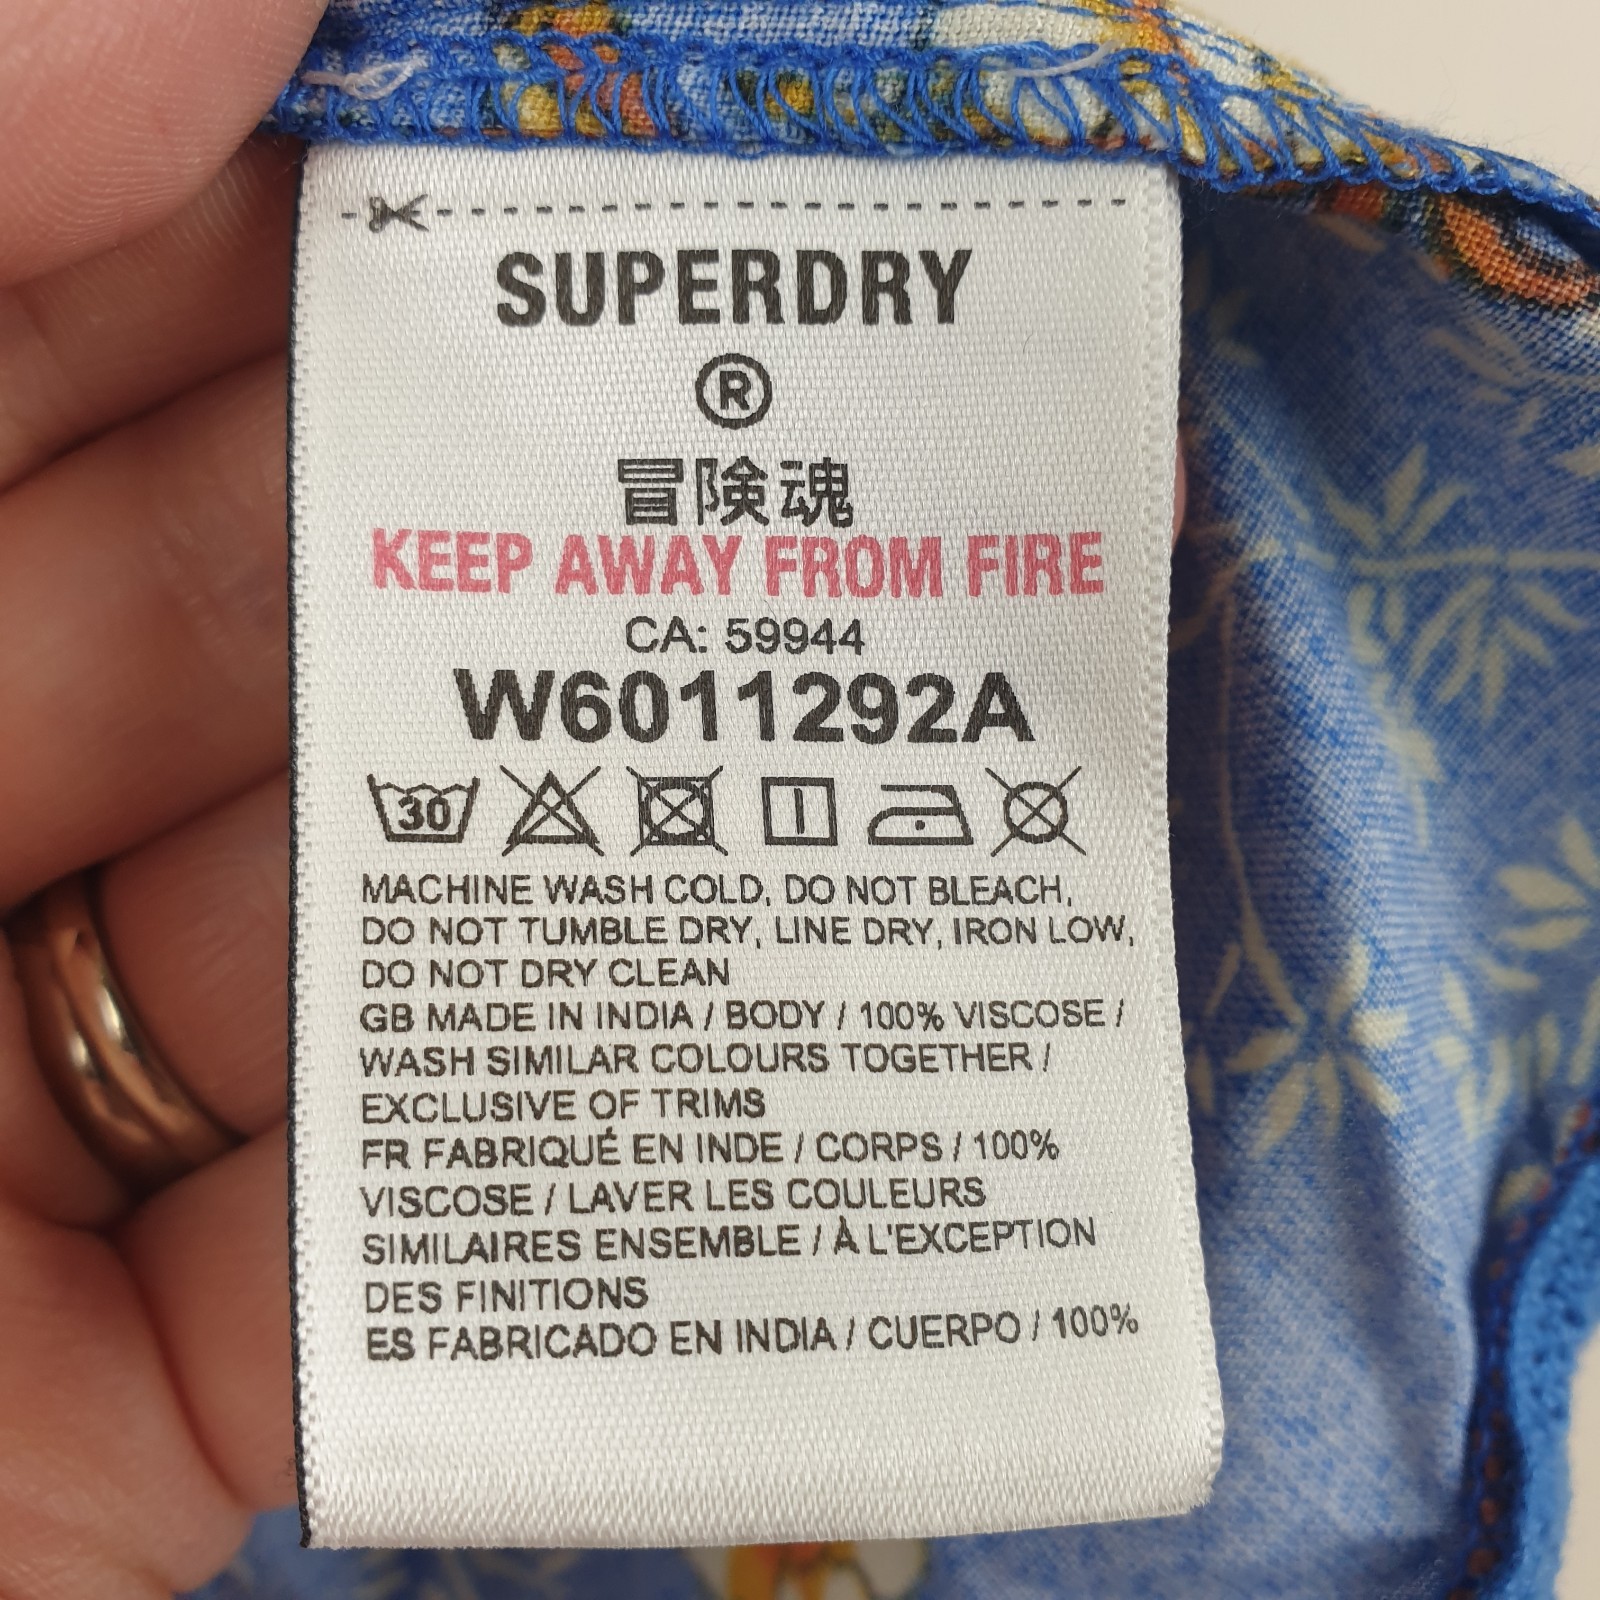 SUPERDRY
®
冒険魂
KEEP AWAY FROM FIRE
CA: 59944
W6011292A
30
MACHINE WASH COLD, DO NOT BLEACH,
DO NOT TUMBLE DRY, LINE DRY, IRON LOW,
DO NOT DRY CLEAN
GB MADE IN INDIA / BODY / 100% VISCOSE /
WASH SIMILAR COLOURS TOGETHER /
EXCLUSIVE OF TRIMS
FR FABRIQUÉ EN INDE / CORPS / 100%
VISCOSE / LAVER LES COULEURS
SIMILAIRES ENSEMBLE / À L'EXCEPTION
DES FINITIONS
ES FABRICADO EN INDIA / CUERPO / 100%